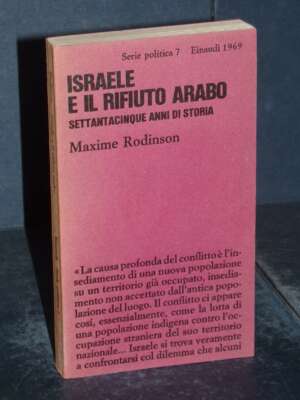 Serie politica 7 Einaudi 1969
ISRAELE
E IL RIFIUTO ARABO
SETTANTACINQUE ANNI DI STORIA
Maxime Rodinson
«La causa profonda del conflitto è l'in-
sediamento di una nuova popolazione
su un territorio già occupato, insedia-
mento non accertato dall'antica popo-
lazione del luogo. Il conflitto ci appare
così, essenzialmente, come la lotta di
una popolazione indigena contro l'oc-
cupazione straniera del suo territorio
nazionale... Israele si trova veramente
a confrontarsi col dilemma che alcuni